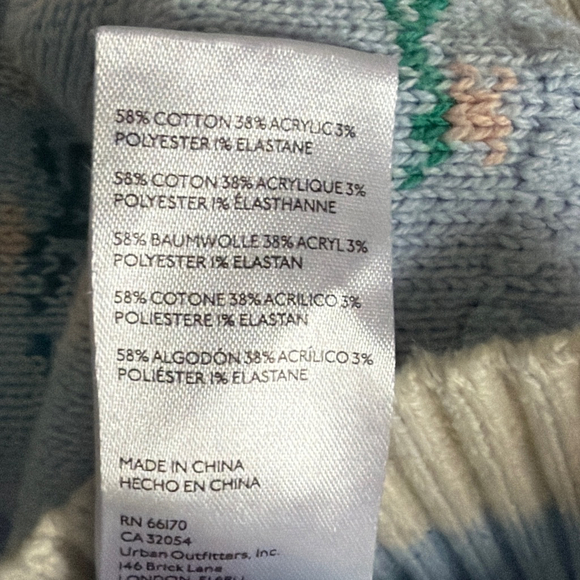 58% COTTON 38% ACRYLIC 3%
POLYESTER 1% ELASTANE
58% COTON 38% ACRYLIQUE 3%
POLYESTER 1% ÉLASTHANNE
58% BAUMWOLLE 38% ACRYL 3%
POLYESTER 1% ELASTAN
58% COTONE 38% ACRILICO 3%
POLIESTERE 1% ELASTAN
58% ALGODÓN 38% ACRÍLICO 3%
POLIÉSTER 1% ELASTANE
MADE IN CHINA
HECHO EN CHINA
RN 66170
CA 32054
Urban Outfitters, Inc.
146 Brick Lane
LONDON,